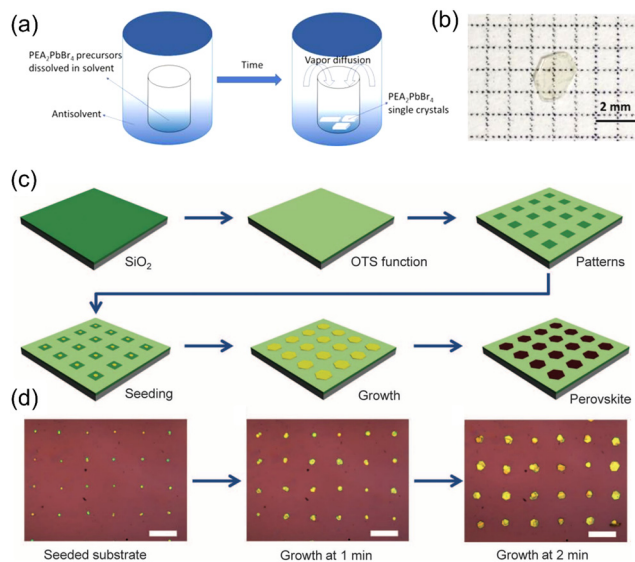 (a)
PEA₂PbBr₄ precursors
dissolved in solvent
Antisolvent
Time
Vapor diffusion
PEA₂PbBr₄
single crystals
(b)
2 mm
(c)
SiO₂
OTS function
Patterns
Seeding
Growth
Perovskite
(d)
Seeded substrate
Growth at 1 min
Growth at 2 min